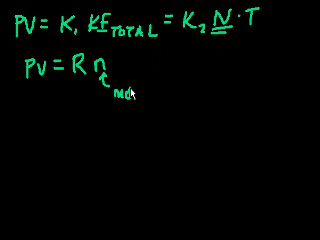 PV = K₁ KE TOTAL = K₂ N · T
PV = R n